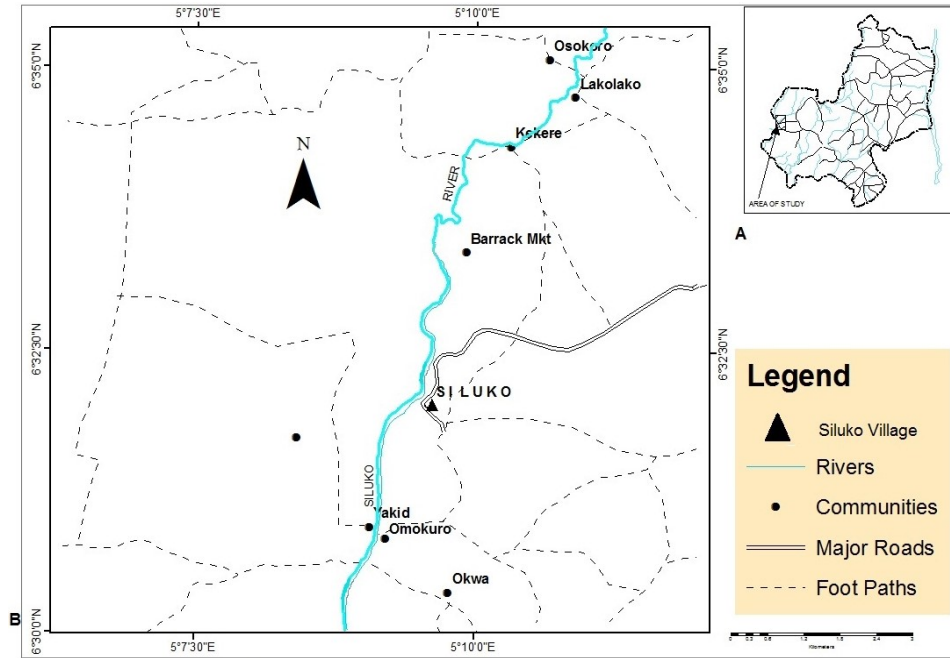 5°7'30"E
5°10'0"E
6°35'0"N
6°35'0"N
Osokoro
Lakolako
Kekere
N
RIVER
AREA OF STUDY
A
Barrack Mkt
6°32'30"N
6°32'30"N
SILUKO
Legend
Siluko Village
Rivers
Communities
Major Roads
Foot Paths
SILUKO
Yakid
Omokuro
Okwa
B
6°30'0"N
5°7'30"E
5°10'0"E
Kilometers